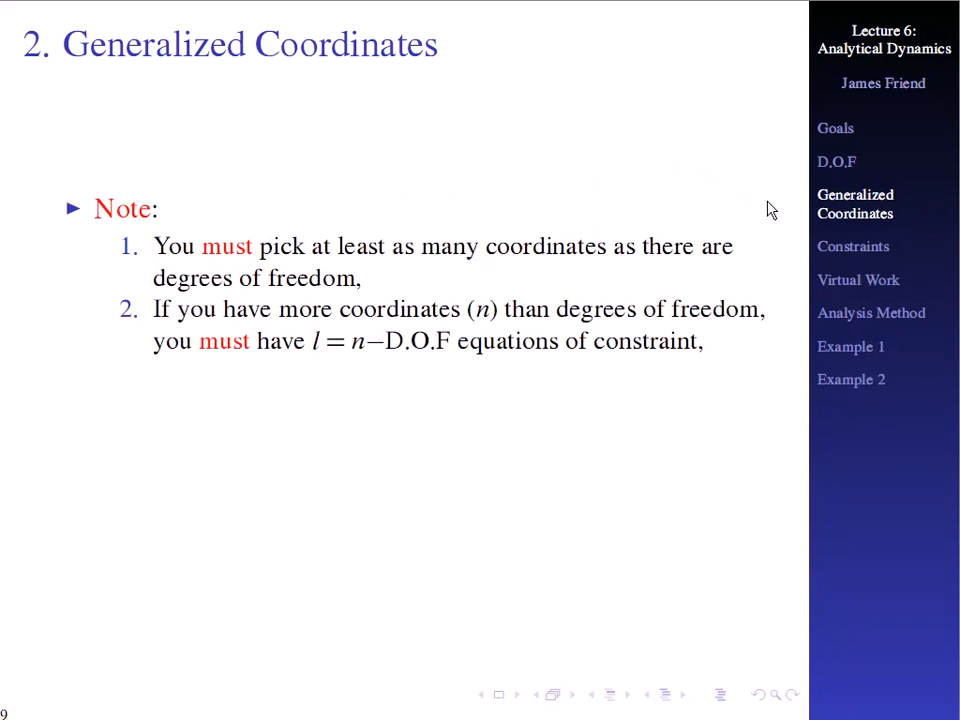 2. Generalized Coordinates
▶ Note:
1. You must pick at least as many coordinates as there are
degrees of freedom,
2. If you have more coordinates (n) than degrees of freedom,
you must have l = n−D.O.F equations of constraint,
9
Lecture 6:
Analytical Dynamics
James Friend
Goals
D.O.F
Generalized
Coordinates
Constraints
Virtual Work
Analysis Method
Example 1
Example 2